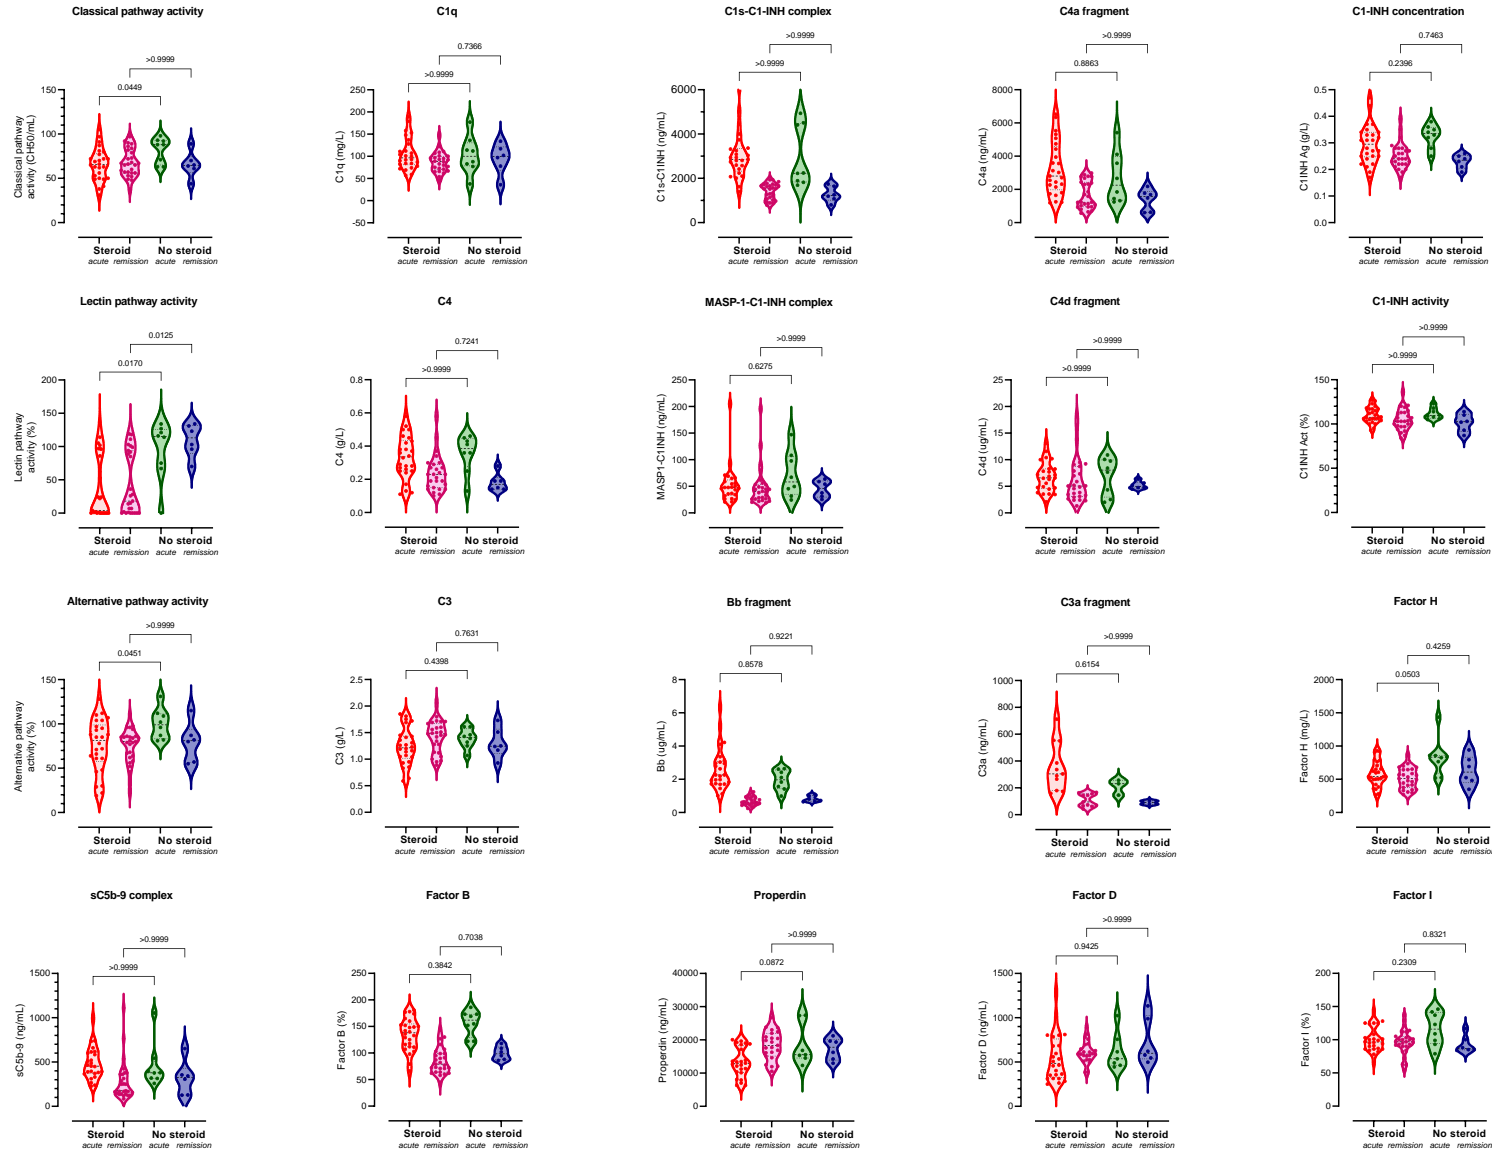 Classical pathway activity
>0.9999
0.0449
150
100
50
0
Classical pathway
activity (CH50/mL)
Steroid No steroid
acute remission acute remission
C1q
0.7366
>0.9999
250
200
150
100
50
0
-50
C1q (mg/L)
Steroid No steroid
acute remission acute remission
C1s-C1-INH complex
>0.9999
>0.9999
6000
4000
2000
0
C1s-C1INH (ng/mL)
Steroid No steroid
acute remission acute remission
C4a fragment
>0.9999
0.8863
8000
6000
4000
2000
0
C4a (ng/mL)
Steroid No steroid
acute remission acute remission
C1-INH concentration
0.7463
0.2396
0.5
0.4
0.3
0.2
0.1
0.0
C1INH Ag (g/L)
Steroid No steroid
acute remission acute remission
Lectin pathway activity
0.0125
0.0170
200
150
100
50
0
Lectin pathway
activity (%)
Steroid No steroid
acute remission acute remission
C4
0.7241
>0.9999
0.8
0.6
0.4
0.2
0.0
C4 (g/L)
Steroid No steroid
acute remission acute remission
MASP-1-C1-INH complex
>0.9999
0.6275
250
200
150
100
50
0
MASP1-C1INH (ng/mL)
Steroid No steroid
acute remission acute remission
C4d fragment
>0.9999
>0.9999
25
20
15
10
5
0
C4d (ug/mL)
Steroid No steroid
acute remission acute remission
C1-INH activity
>0.9999
>0.9999
150
100
50
0
C1INH Act (%)
Steroid No steroid
acute remission acute remission
Alternative pathway activity
>0.9999
0.0451
150
100
50
0
Alternative pathway
activity (%)
Steroid No steroid
acute remission acute remission
C3
0.7631
0.4398
2.5
2.0
1.5
1.0
0.5
0.0
C3 (g/L)
Steroid No steroid
acute remission acute remission
Bb fragment
0.9221
0.8578
8
6
4
2
0
Bb (ug/mL)
Steroid No steroid
acute remission acute remission
C3a fragment
>0.9999
0.6154
1000
800
600
400
200
0
C3a (ng/mL)
Steroid No steroid
acute remission acute remission
Factor H
0.4259
0.0503
2000
1500
1000
500
0
Factor H (mg/L)
Steroid No steroid
acute remission acute remission
sC5b-9 complex
>0.9999
>0.9999
1500
1000
500
0
sC5b-9 (ng/mL)
Steroid No steroid
acute remission acute remission
Factor B
0.7038
0.3842
250
200
150
100
50
0
Factor B (%)
Steroid No steroid
acute remission acute remission
Properdin
>0.9999
0.0872
40000
30000
20000
10000
0
Properdin (ng/mL)
Steroid No steroid
acute remission acute remission
Factor D
>0.9999
0.9425
1500
1000
500
0
Factor D (ng/mL)
Steroid No steroid
acute remission acute remission
Factor I
0.8321
0.2309
200
150
100
50
0
Factor I (%)
Steroid No steroid
acute remission acute remission